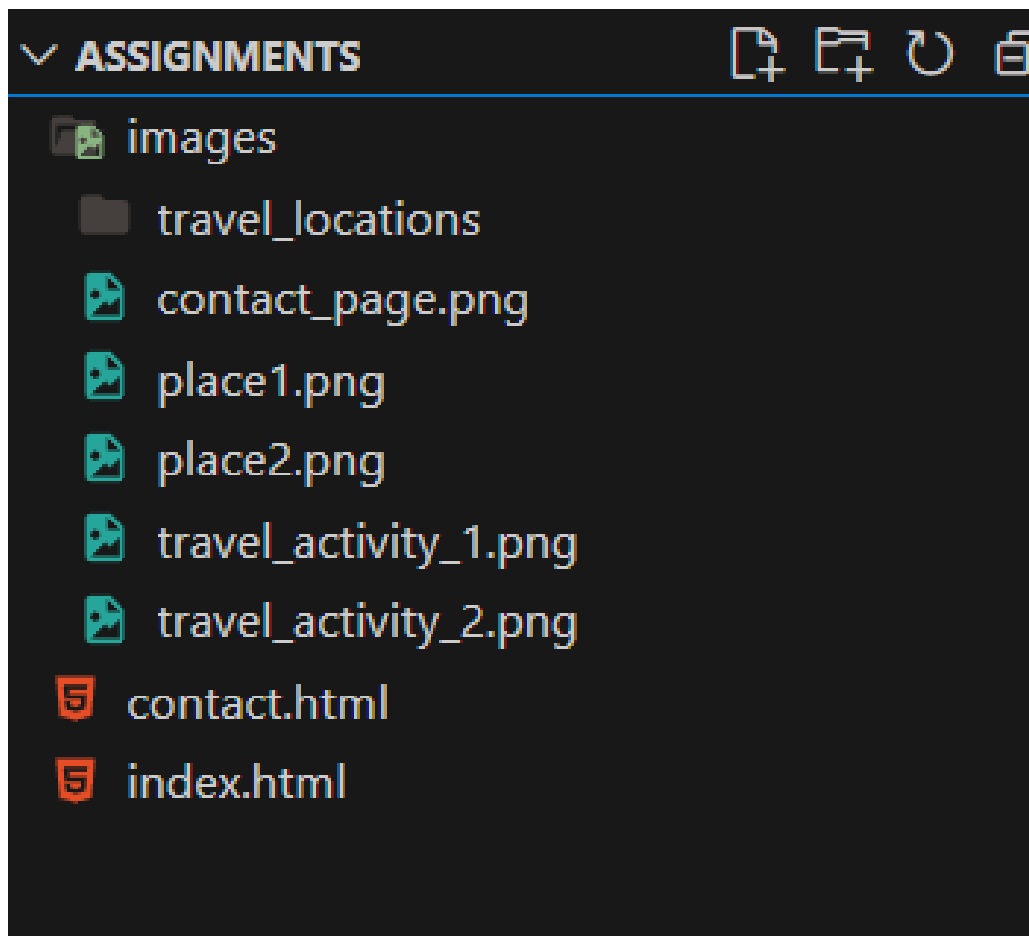 ASSIGNMENTS
images
travel_locations
contact_page.png
place1.png
place2.png
travel_activity_1.png
travel_activity_2.png
contact.html
index.html